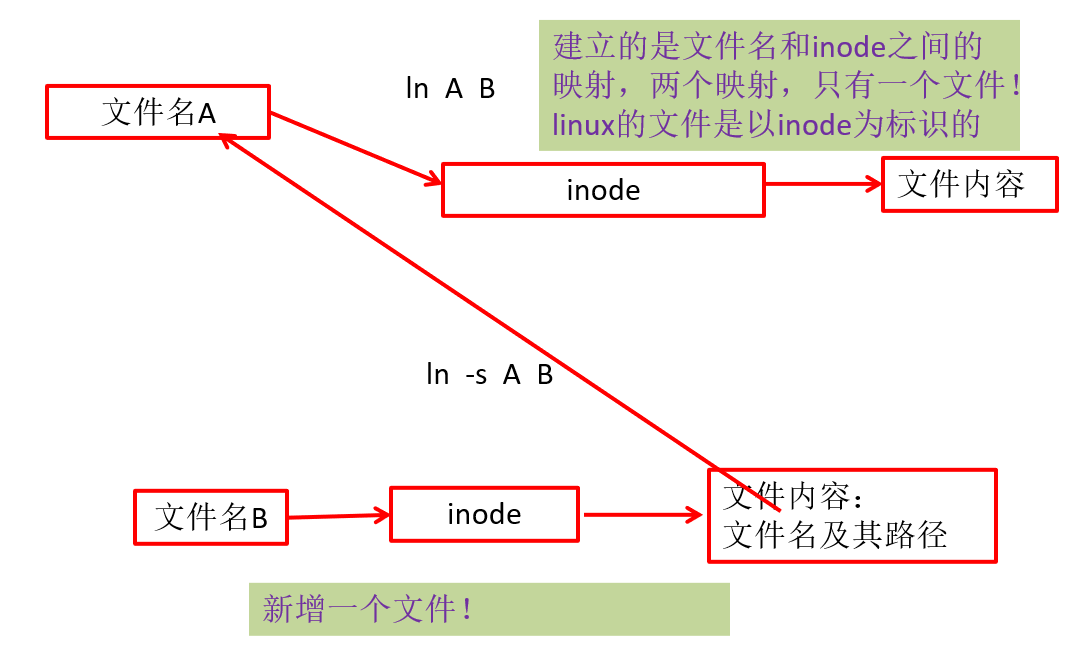 建立的是文件名和inode之间的
映射，两个映射，只有一个文件！
linux的文件是以inode为标识的
ln A B
文件名A
inode
文件内容
ln -s A B
文件名B
inode
文件内容：
文件名及其路径
新增一个文件！